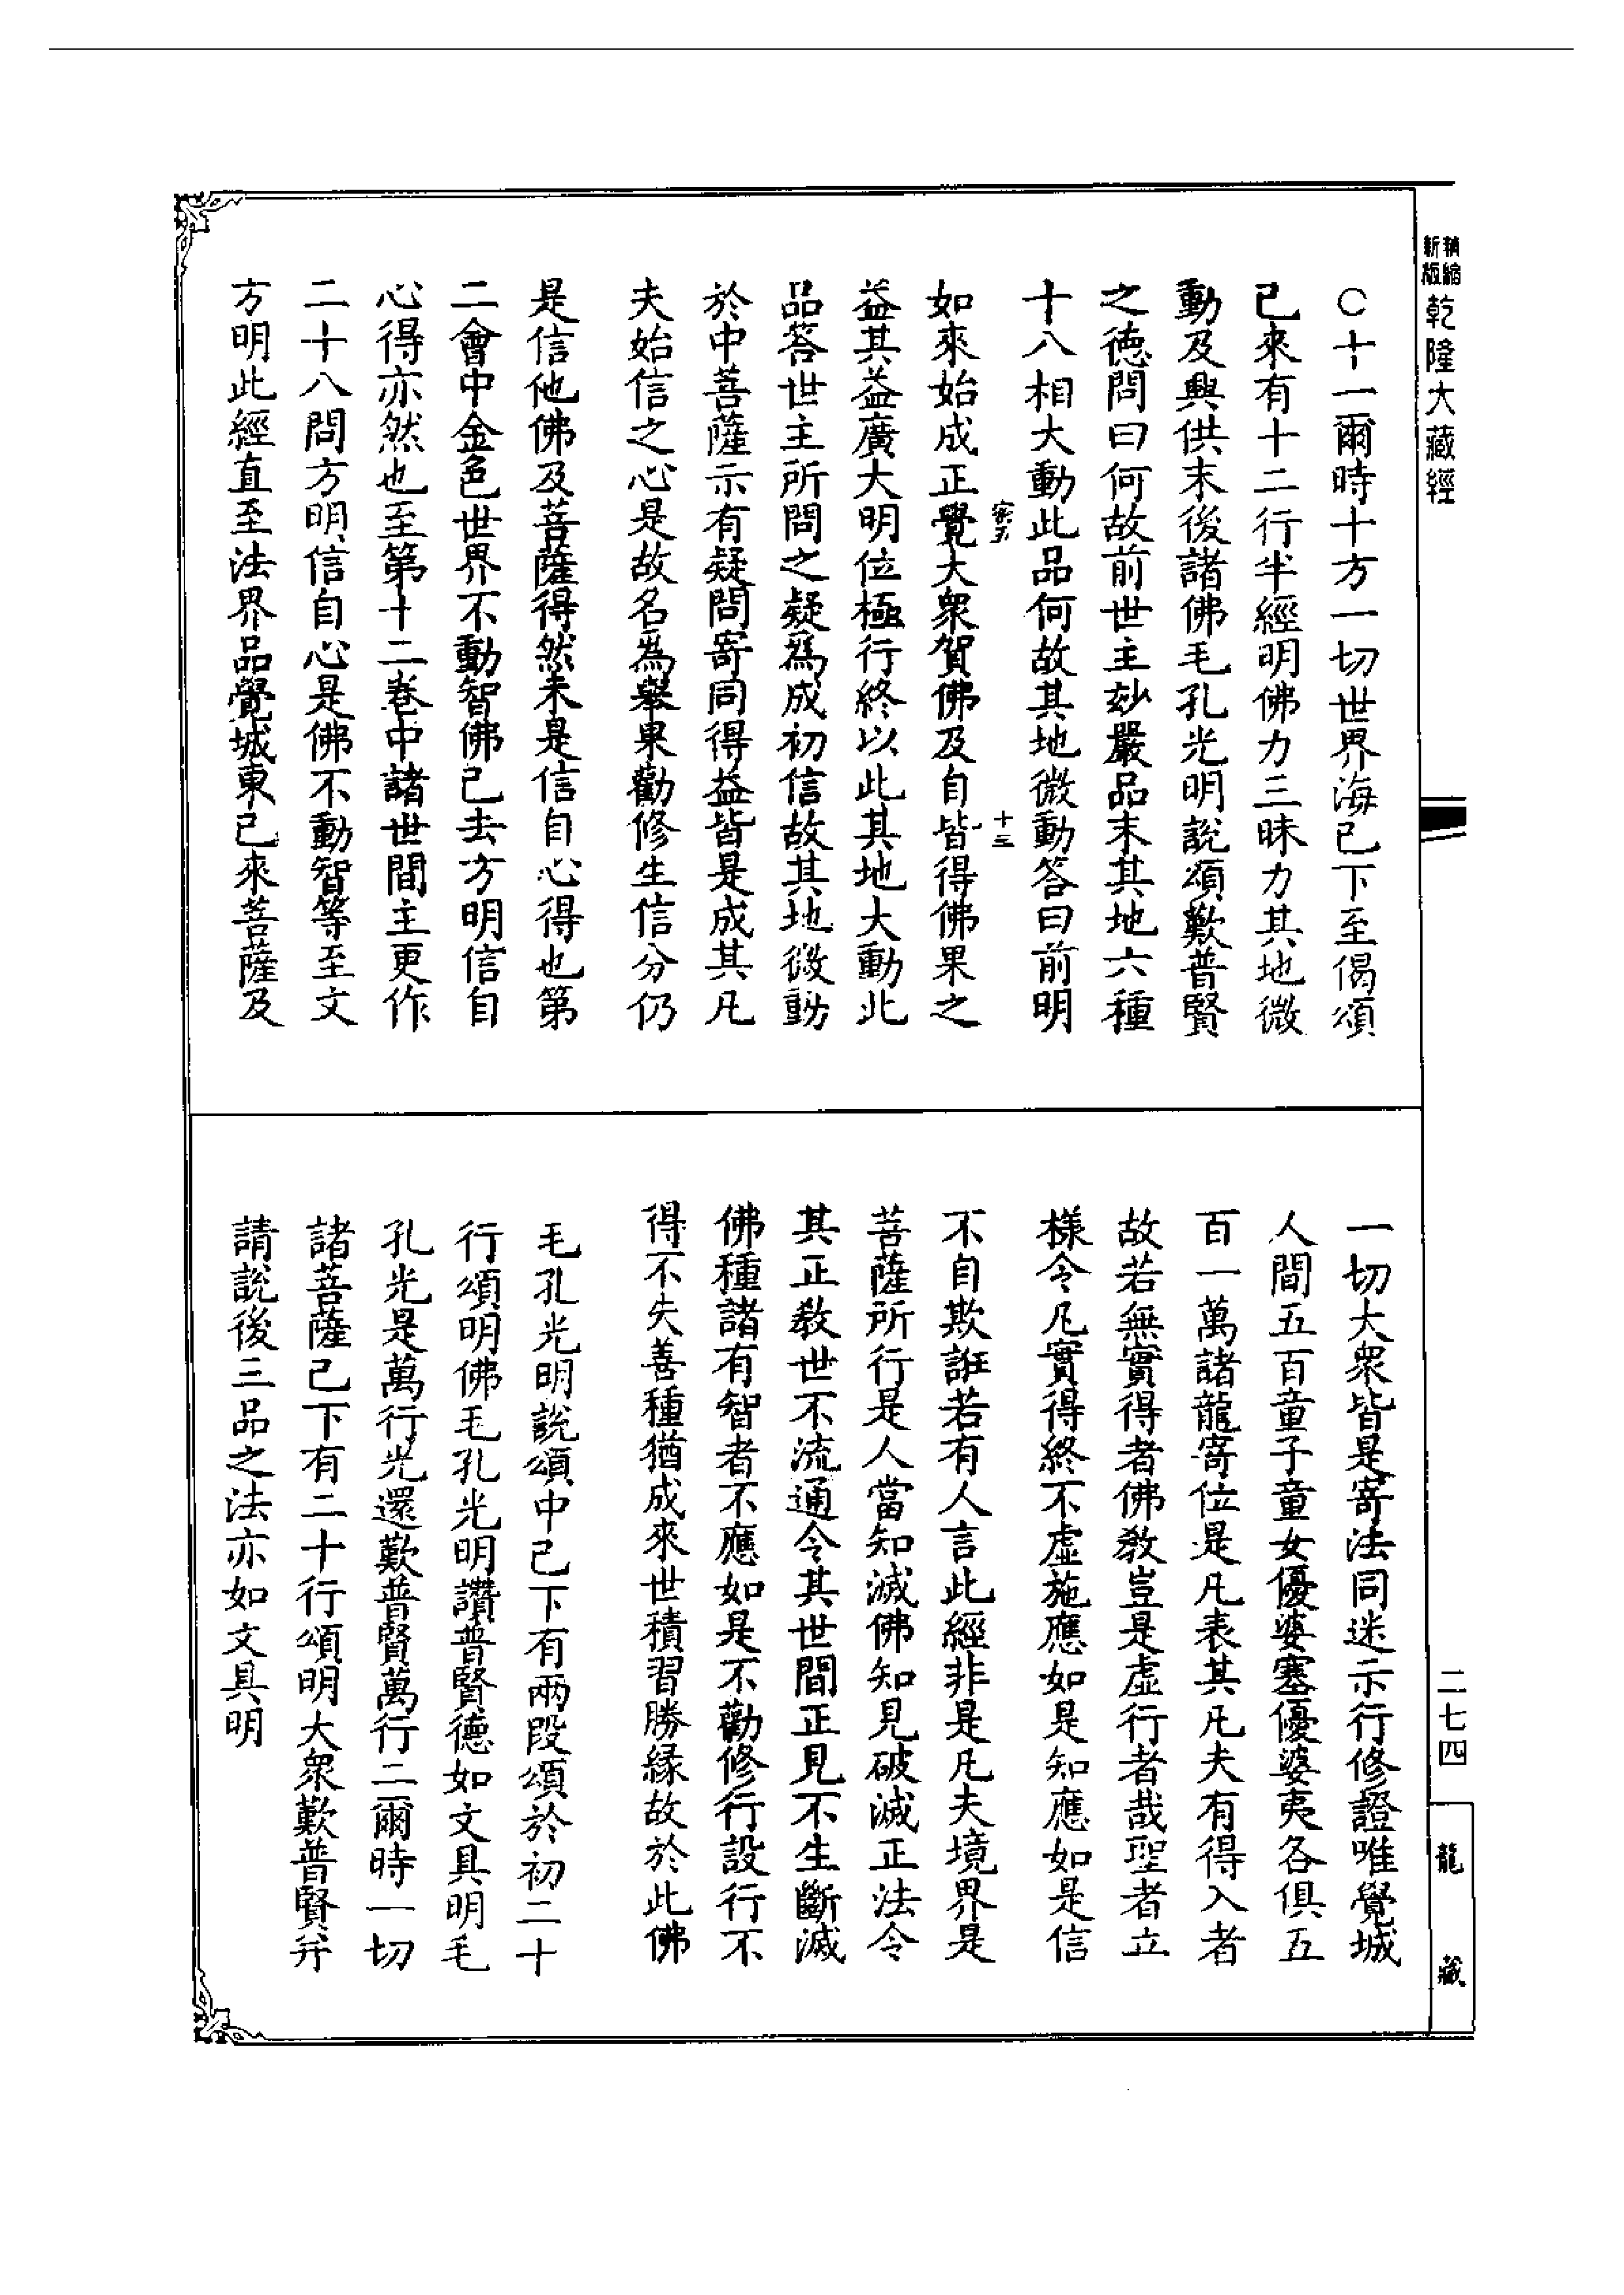 新版精縮
乾隆大藏經
○十一爾時十方一切世界海已下至偈頌
已來有十二行半經明佛力三昧力其地微
動及興供末後諸佛毛孔光明說頌歎普賢
之德問曰何故前世主妙嚴品末其地六種
十八相大動此品何故其地微動答曰前明
十三
如來始成正覺大衆賀佛及自皆得佛果之
益其益廣大明位極行終以此其地大動此
品答世主所問之疑爲成初信故其地微動
於中菩薩示有疑問寄同得益皆是成其凡
夫始信之心是故名為舉果勸修生信分仍
是信他佛及菩薩得然未是信自心得也第
二會中金色世界不動智佛已去方明信自
心得亦然也至第十二卷中諸世間主更作
二十八問方明信自心是佛不動智等至文
方明此經直至法界品覺城東已來菩薩及
一切大衆皆是寄法同迷示行修證唯覺城
人間五百童子童女優婆塞優婆夷各俱五
百一萬諸龍寄位是凡表其凡夫有得入者
故若無實得者佛教豈是虛行者哉聖者立
樣令凡實得終不虛施應如是知應如是信
不自欺誑若有人言此經非是凡夫境界是
菩薩所行是人當知滅佛知見破滅正法令
其正教世不流通令其世間正見不生斷滅
佛種諸有智者不應如是不勸修行設行不
得不失善種猶成來世積習勝緣故於此佛
毛孔光明說頌中已下有兩段頌於初二十
行頌明佛毛孔光明讚普賢德如文具明毛
孔光是萬行光還歎普賢萬行二爾時一切
諸菩薩已下有二十行頌明大衆歎普賢并
請說後三品之法亦如文具明
二七四
龍藏